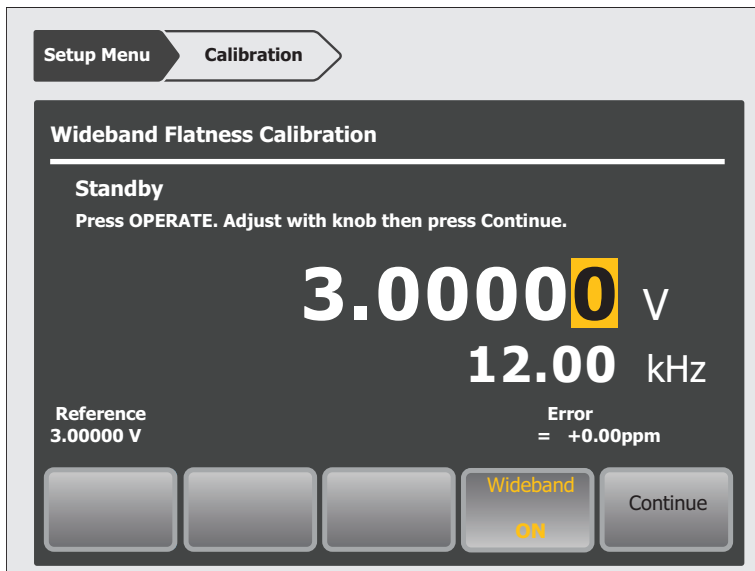 Setup Menu Calibration
Wideband Flatness Calibration
Standby
Press OPERATE. Adjust with knob then press Continue.
3.00000 V
12.00 kHz
Reference Error
3.00000 V = +0.00ppm
Wideband
ON
Continue